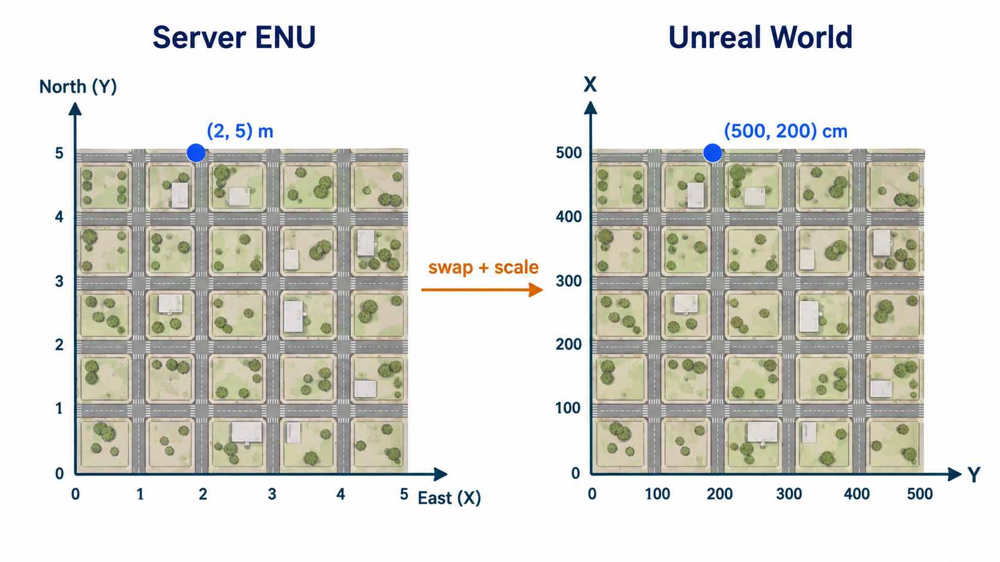 Server ENU
Unreal World
North (Y)
X
(2, 5) m
(500, 200) cm
5
4
3
2
1
0
0 1 2 3 4 5
East (X)
swap + scale
500
400
300
200
100
0
0 100 200 300 400 500
Y